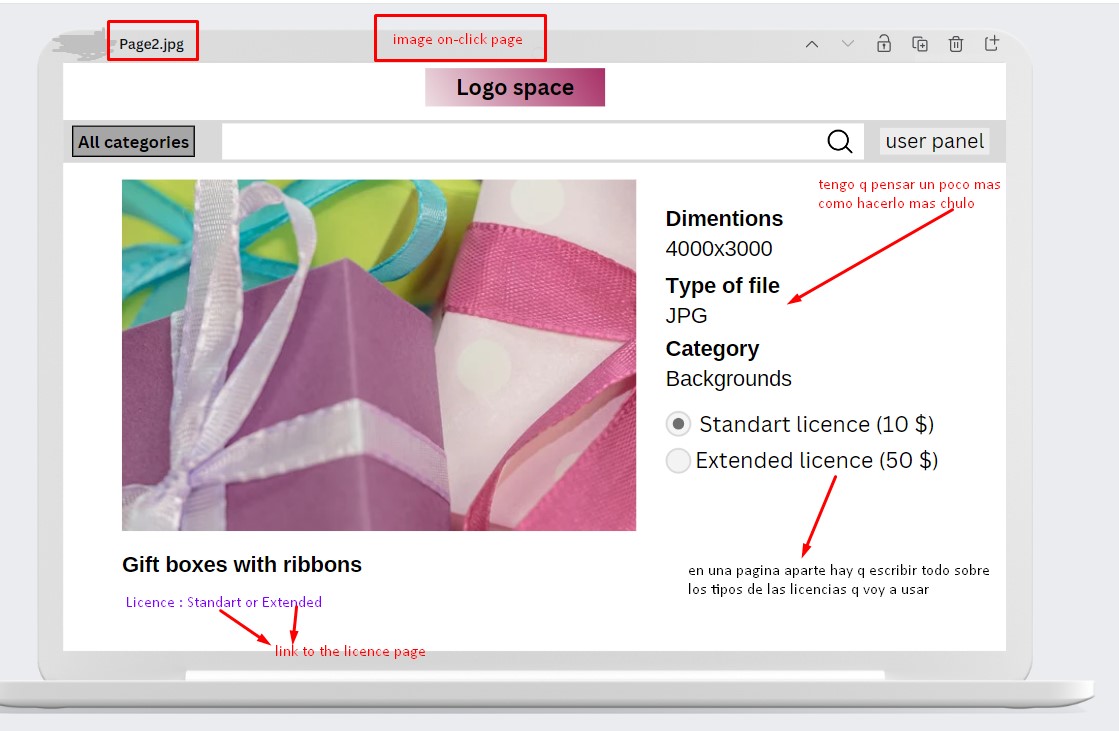 Page2.jpg
image on-click page
Logo space
All categories
user panel
tengo q pensar un poco mas
como hacerlo mas chulo
Dimentions
4000x3000
Type of file
JPG
Category
Backgrounds
Standart licence (10 $)
Extended licence (50 $)
en una pagina aparte hay q escribir todo sobre
los tipos de las licencias q voy a usar
Gift boxes with ribbons
Licence : Standart or Extended
link to the licence page